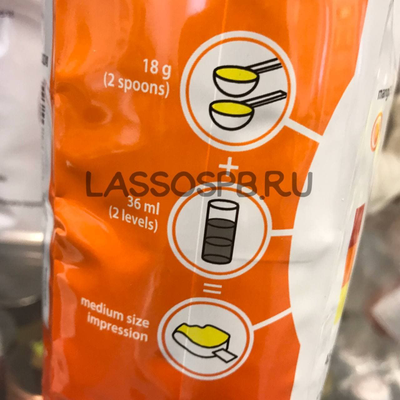 18 g
(2 spoons)
+
LASSOSPB.RU
36 ml
(2 levels)
=
medium size
impression